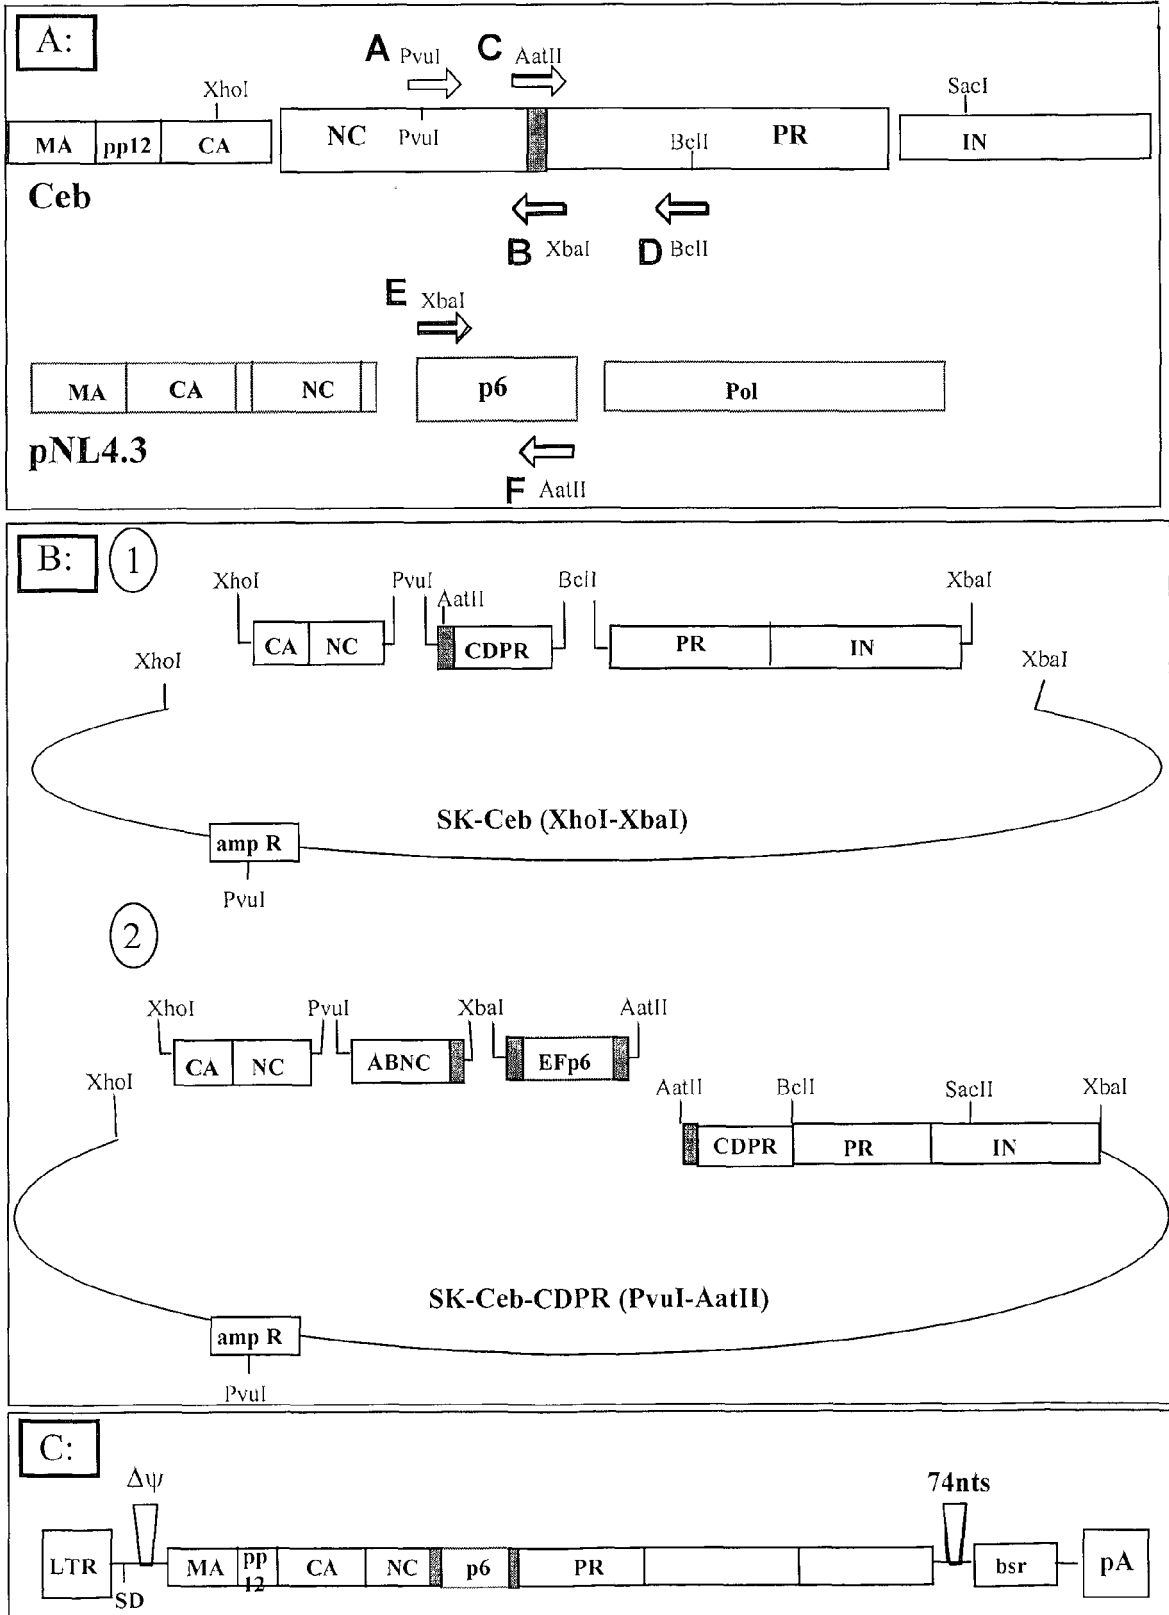 A:
A PvuI C AatII
XhoI SacI
MA pp12 CA NC PvuI BclI PR IN
Ceb
B XbaI D BclI
E XbaI
MA CA NC p6 Pol
pNL4.3
F AatII
B: 1
XhoI PvuI AatII BclI XbaI
CA NC CDPR PR IN
XhoI XbaI
SK-Ceb (XhoI-XbaI)
amp R
PvuI
2
XhoI PvuI XbaI AatII
CA NC ABNC EFp6
XhoI AatII BclI SacII XbaI
CDPR PR IN
SK-Ceb-CDPR (PvuI-AatII)
amp R
PvuI
C:
Δψ 74nts
LTR MA pp 12 CA NC p6 PR bsr pA
SD